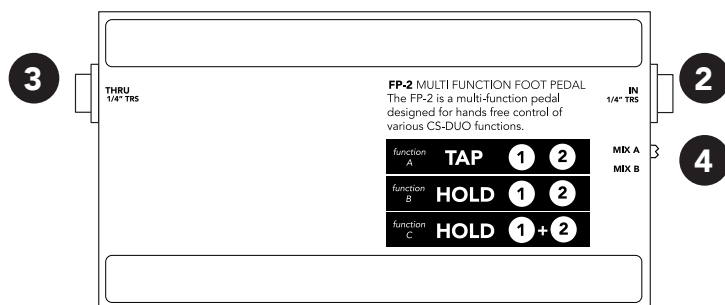 3
THRU
1/4" TRS
FP-2 MULTI FUNCTION FOOT PEDAL
The FP-2 is a multi-function pedal
designed for hands free control of
various CS-DUO functions.
IN
1/4" TRS
2
function A TAP 1 2
function B HOLD 1 2
function C HOLD 1 + 2
MIX A
MIX B
4